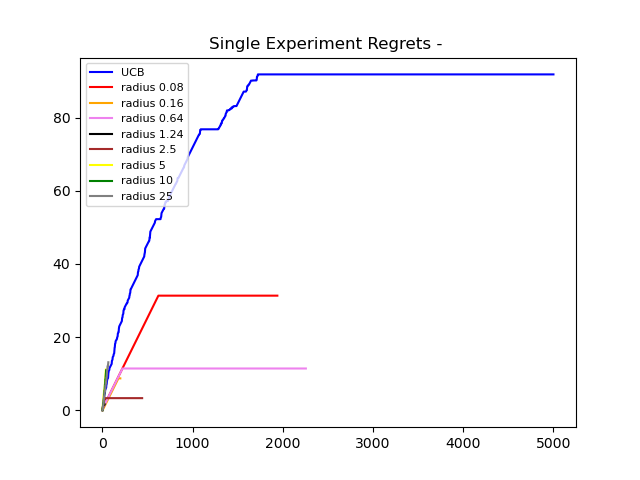 Single Experiment Regrets -
UCB
radius 0.08
radius 0.16
radius 0.64
radius 1.24
radius 2.5
radius 5
radius 10
radius 25
80
60
40
20
0
0 1000 2000 3000 4000 5000